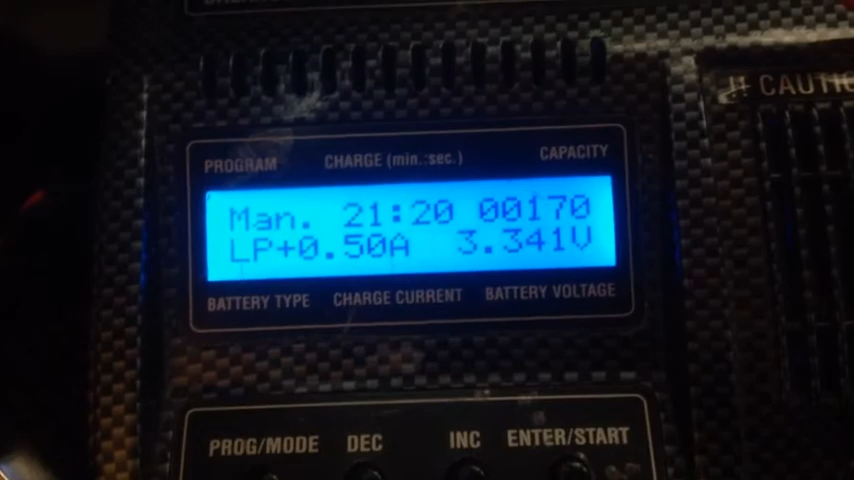 !! CAUTIO
PROGRAM CHARGE (min.:sec.) CAPACITY
Man. 21:20 00170
LP+0.50A 3.341V
BATTERY TYPE CHARGE CURRENT BATTERY VOLTAGE
PROG/MODE DEC INC ENTER/START